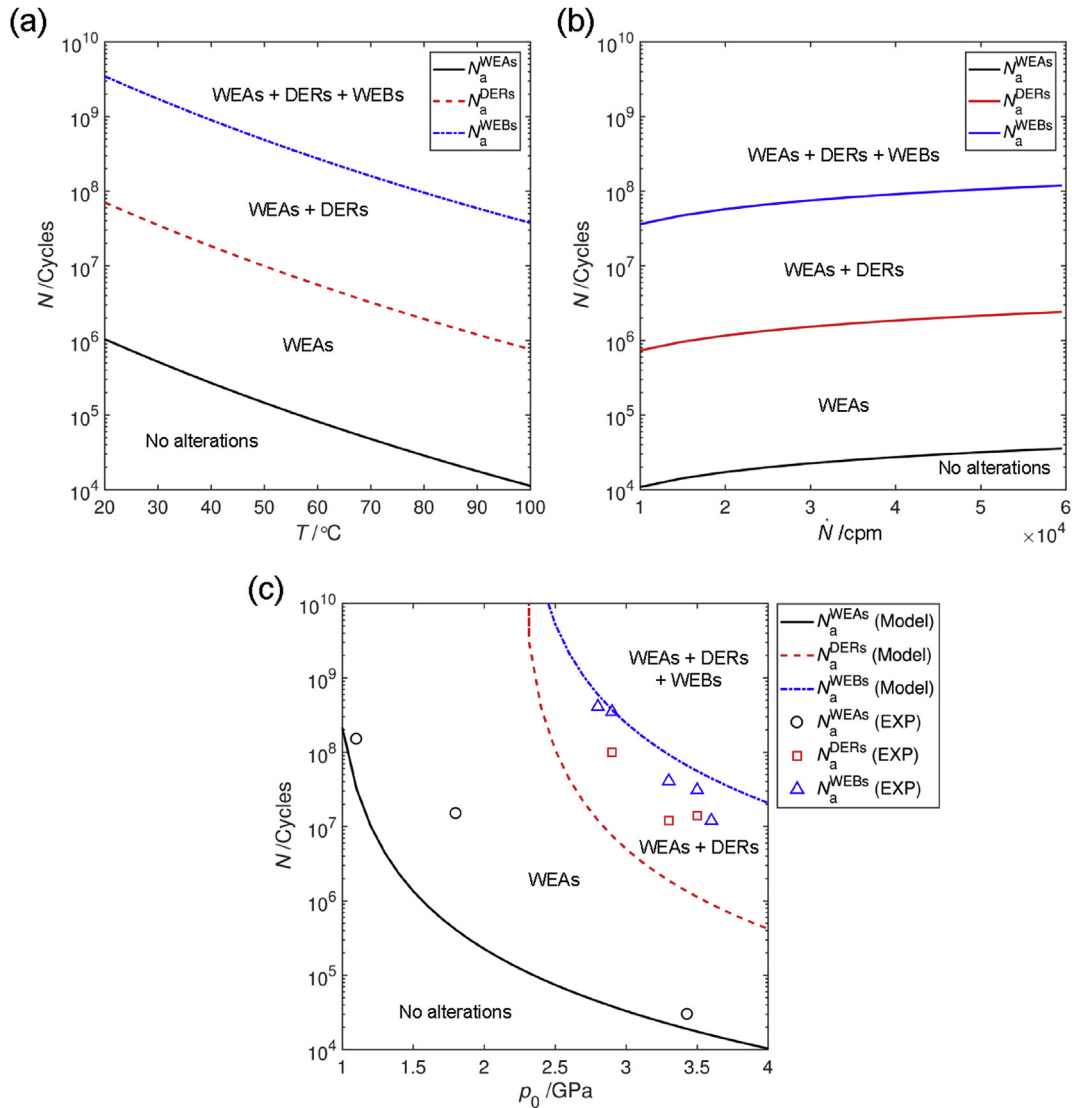 (a)
10^10
10^9
10^8
10^7
10^6
10^5
10^4
N /Cycles
WEAs + DERs + WEBs
WEAs + DERs
WEAs
No alterations
N_a^WEAs
N_a^DERs
N_a^WEBs
20 30 40 50 60 70 80 90 100
T /°C
(b)
10^10
10^9
10^8
10^7
10^6
10^5
10^4
N /Cycles
WEAs + DERs + WEBs
WEAs + DERs
WEAs
No alterations
N_a^WEAs
N_a^DERs
N_a^WEBs
1 2 3 4 5 6
Ṅ /cpm
×10^4
(c)
10^10
10^9
10^8
10^7
10^6
10^5
10^4
N /Cycles
WEAs + DERs
+ WEBs
WEAs + DERs
WEAs
No alterations
1 1.5 2 2.5 3 3.5 4
p_0 /GPa
N_a^WEAs (Model)
N_a^DERs (Model)
N_a^WEBs (Model)
N_a^WEAs (EXP)
N_a^DERs (EXP)
N_a^WEBs (EXP)